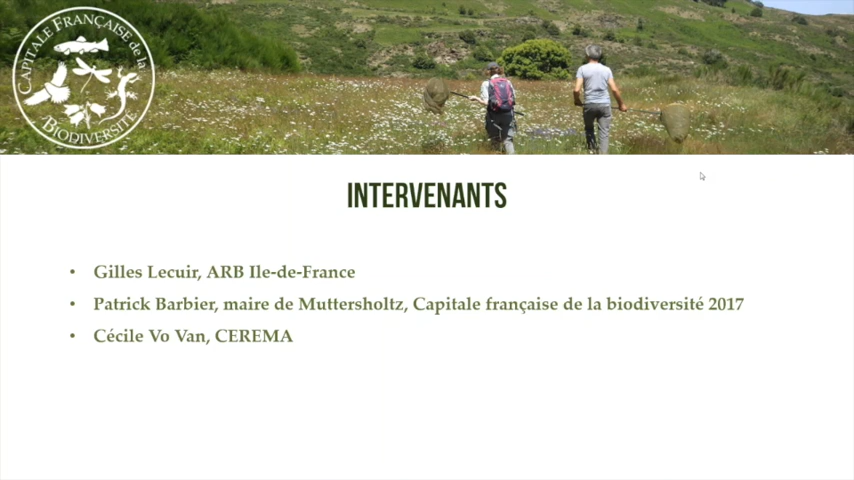 CAPITALE FRANÇAISE de la
BIODIVERSITÉ
INTERVENANTS
• Gilles Lecuir, ARB Ile-de-France
• Patrick Barbier, maire de Muttersholtz, Capitale française de la biodiversité 2017
• Cécile Vo Van, CEREMA